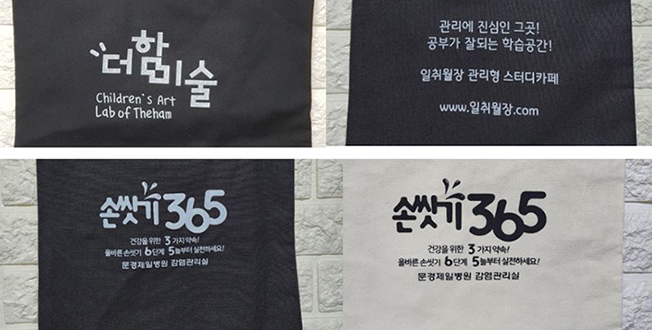 더함미술
Children's Art
Lab of Theham
관리에 진심인 그곳!
공부가 잘되는 학습공간!
일취월장 관리형 스터디카페
www.일취월장.com
손씻기 365
건강을 위한 3가지 약속!
올바른 손씻기 6단계 5늘부터 실천하세요!
문경제일병원 감염관리실
손씻기 365
건강을 위한 3가지 약속!
올바른 손씻기 6단계 5늘부터 실천하세요!
문경제일병원 감염관리실